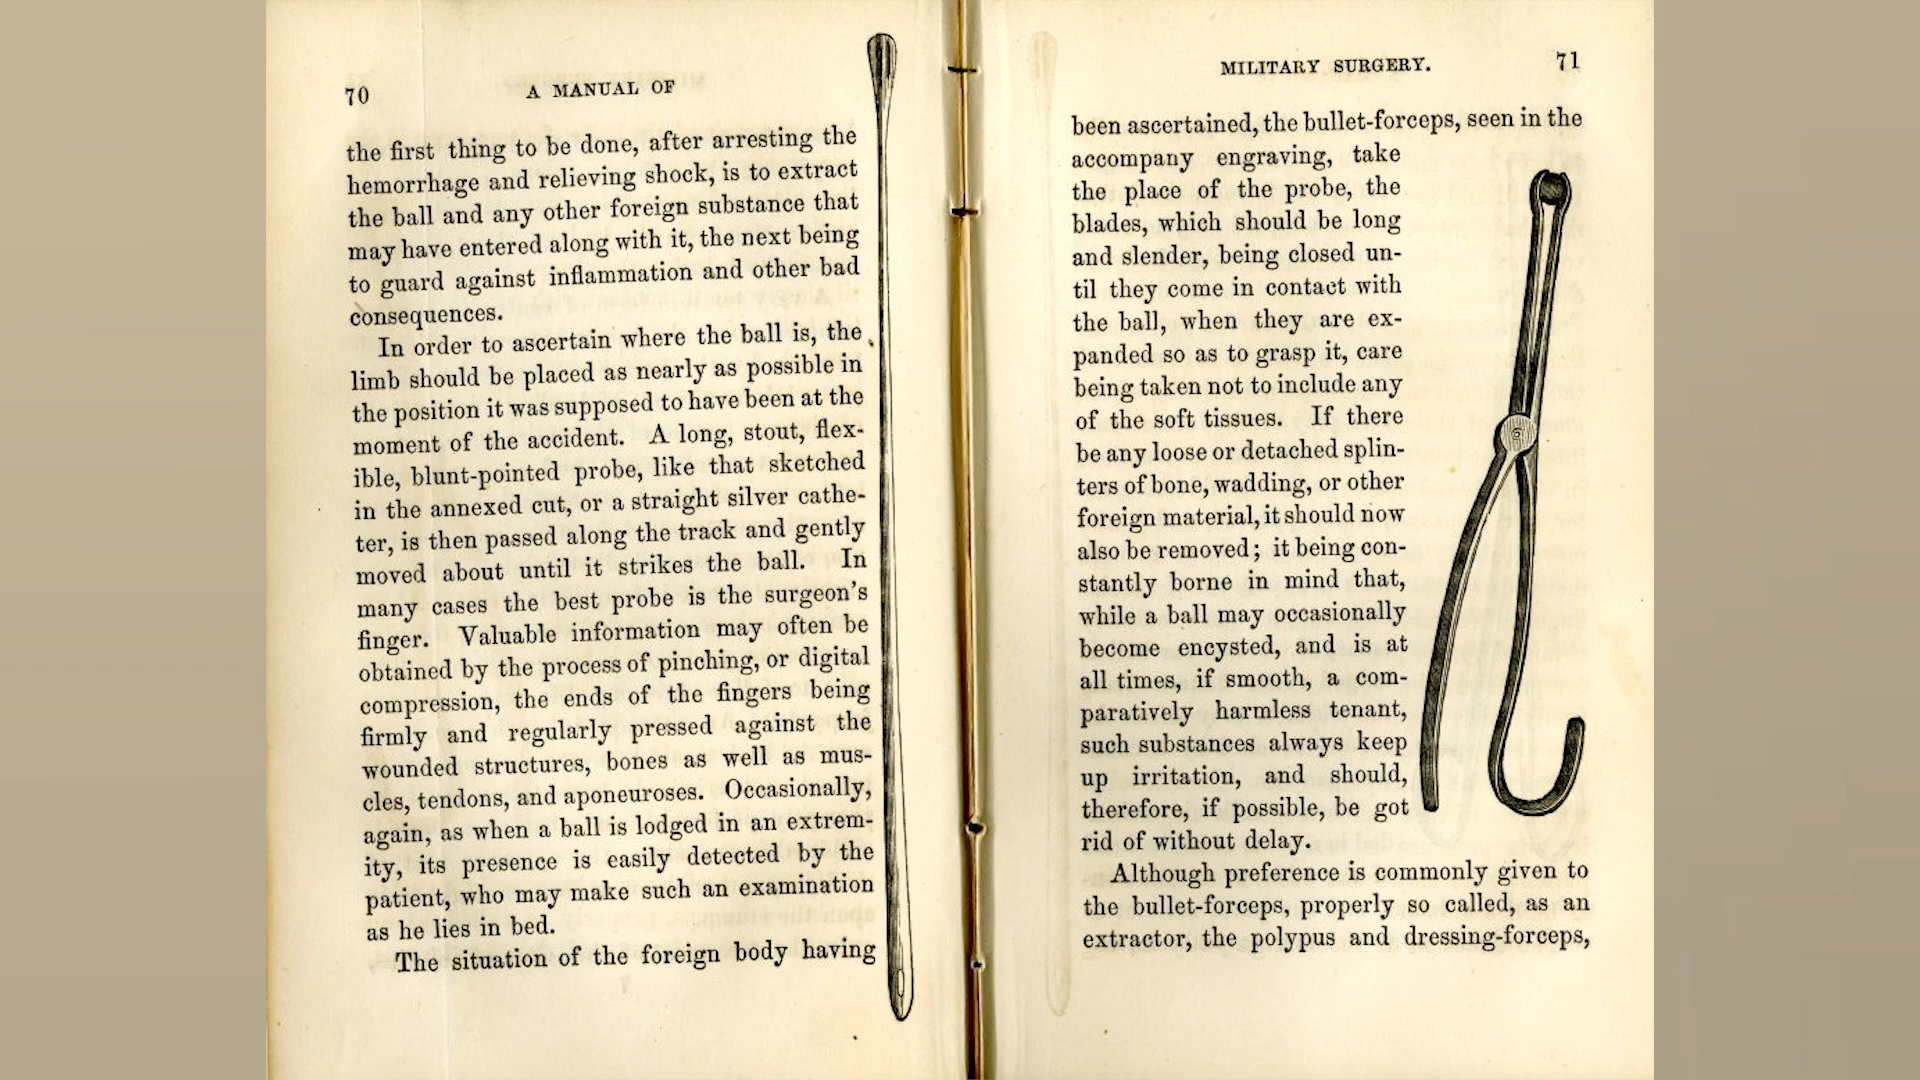 70
A MANUAL OF
the first thing to be done, after arresting the
hemorrhage and relieving shock, is to extract
the ball and any other foreign substance that
may have entered along with it, the next being
to guard against inflammation and other bad
consequences.
In order to ascertain where the ball is, the
limb should be placed as nearly as possible in
the position it was supposed to have been at the
moment of the accident. A long, stout, flex-
ible, blunt-pointed probe, like that sketched
in the annexed cut, or a straight silver cathe-
ter, is then passed along the track and gently
moved about until it strikes the ball. In
many cases the best probe is the surgeon's
finger. Valuable information may often be
obtained by the process of pinching, or digital
compression, the ends of the fingers being
firmly and regularly pressed against the
wounded structures, bones as well as mus-
cles, tendons, and aponeuroses. Occasionally,
again, as when a ball is lodged in an extrem-
ity, its presence is easily detected by the
patient, who may make such an examination
as he lies in bed.
The situation of the foreign body having
MILITARY SURGERY.
71
been ascertained, the bullet-forceps, seen in the
accompany engraving, take
the place of the probe, the
blades, which should be long
and slender, being closed un-
til they come in contact with
the ball, when they are ex-
panded so as to grasp it, care
being taken not to include any
of the soft tissues. If there
be any loose or detached splin-
ters of bone, wadding, or other
foreign material, it should now
also be removed; it being con-
stantly borne in mind that,
while a ball may occasionally
become encysted, and is at
all times, if smooth, a com-
paratively harmless tenant,
such substances always keep
up irritation, and should,
therefore, if possible, be got
rid of without delay.
Although preference is commonly given to
the bullet-forceps, properly so called, as an
extractor, the polypus and dressing-forceps,